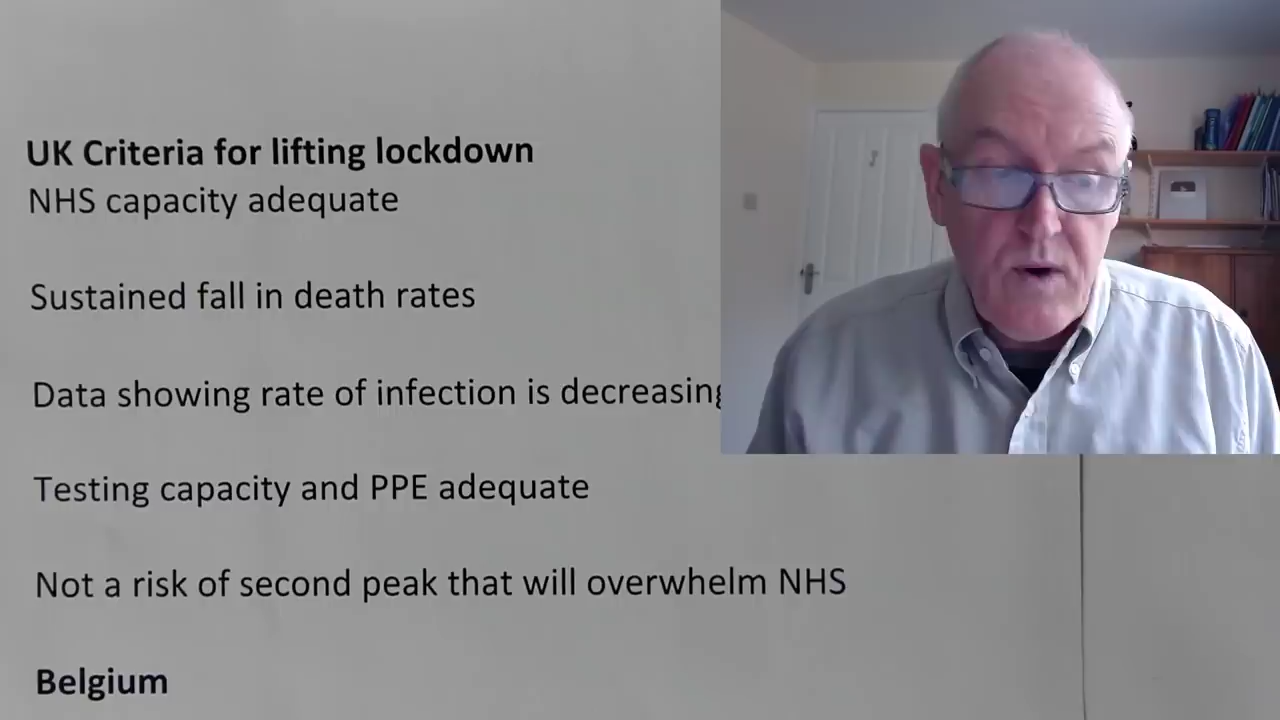 UK Criteria for lifting lockdown
NHS capacity adequate
Sustained fall in death rates
Data showing rate of infection is decreasing
Testing capacity and PPE adequate
Not a risk of second peak that will overwhelm NHS
Belgium